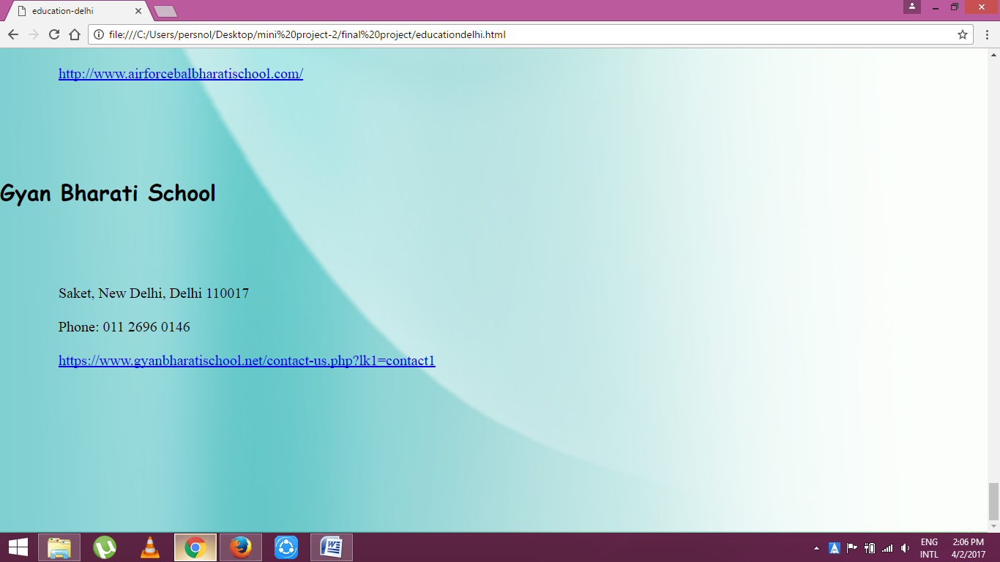 education-delhi
file:///C:/Users/persnol/Desktop/mini%20project-2/final%20project/educationdelhi.html
http://www.airforcebalbharatischool.com/
Gyan Bharati School
Saket, New Delhi, Delhi 110017
Phone: 011 2696 0146
https://www.gyanbharatischool.net/contact-us.php?lk1=contact1
ENG 2:06 PM
INTL 4/2/2017